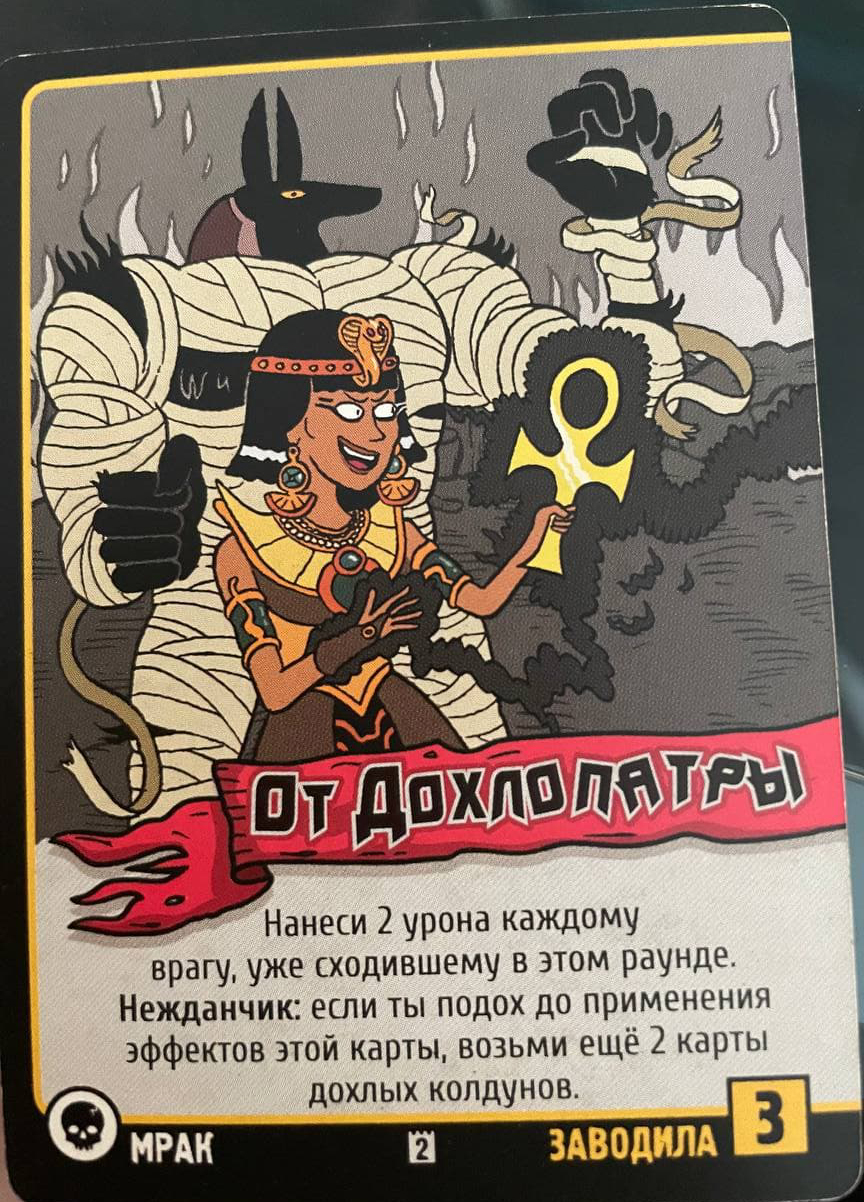 От Дохлопатры
Нанеси 2 урона каждому
врагу, уже сходившему в этом раунде.
Нежданчик: если ты подох до применения
эффектов этой карты, возьми ещё 2 карты
дохлых колдунов.
МРАК 2 ЗАВОДИЛА 3